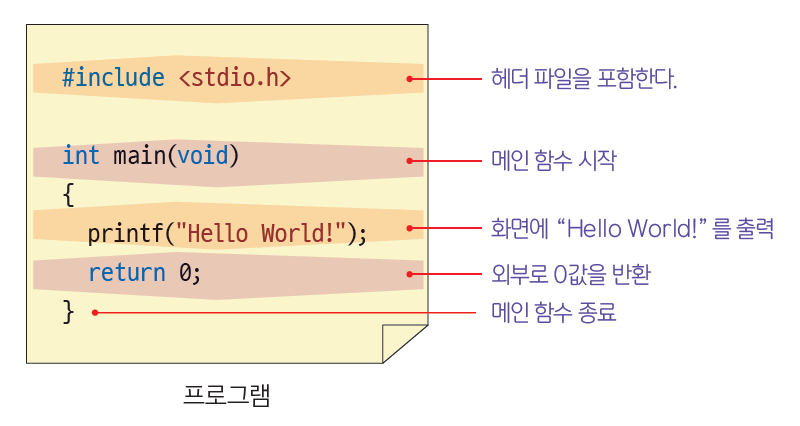 #include <stdio.h> 헤더 파일을 포함한다.
int main(void) 메인 함수 시작
{
printf("Hello World!"); 화면에 “Hello World!” 를 출력
return 0; 외부로 0값을 반환
} 메인 함수 종료
프로그램